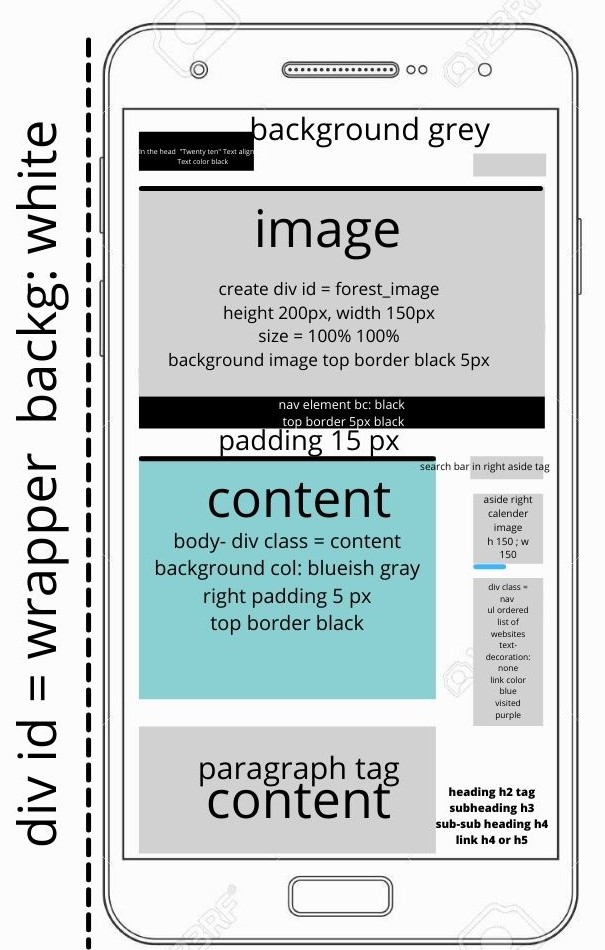 div id = wrapper backg: white
background grey
In the head "Twenty ten" Text align
Text color black
image
create div id = forest_image
height 200px, width 150px
size = 100% 100%
background image top border black 5px
nav element bc: black
top border 5px black
padding 15 px
search bar in right aside tag
content
body- div class = content
background col: blueish gray
right padding 5 px
top border black
aside right
calender
image
h 150 ; w
150
div class =
nav
ul ordered
list of
websites
text-
decoration:
none
link color
blue
visited
purple
paragraph tag
content
heading h2 tag
subheading h3
sub-sub heading h4
link h4 or h5